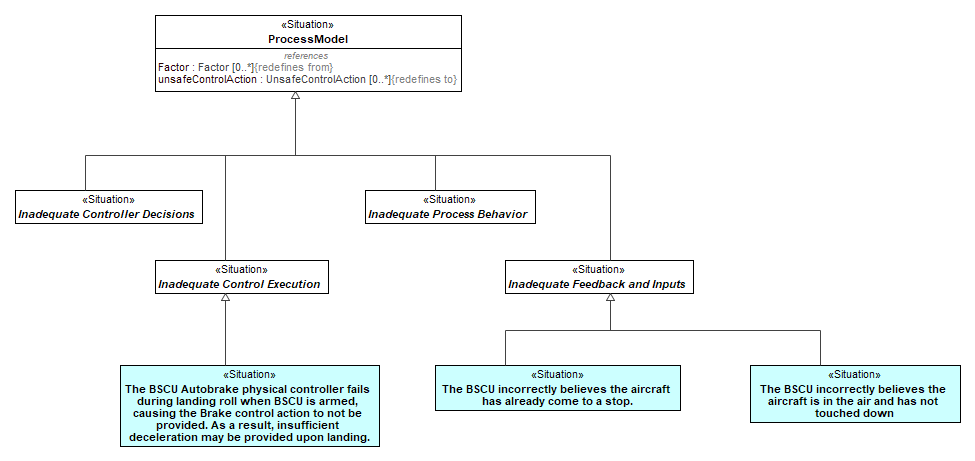 «Situation»
ProcessModel
references
Factor : Factor [0..*]{redefines from}
unsafeControlAction : UnsafeControlAction [0..*]{redefines to}
«Situation»
Inadequate Controller Decisions
«Situation»
Inadequate Process Behavior
«Situation»
Inadequate Control Execution
«Situation»
Inadequate Feedback and Inputs
«Situation»
The BSCU Autobrake physical controller fails
during landing roll when BSCU is armed,
causing the Brake control action to not be
provided. As a result, insufficient
deceleration may be provided upon landing.
«Situation»
The BSCU incorrectly believes the aircraft
has already come to a stop.
«Situation»
The BSCU incorrectly believes the
aircraft is in the air and has not
touched down